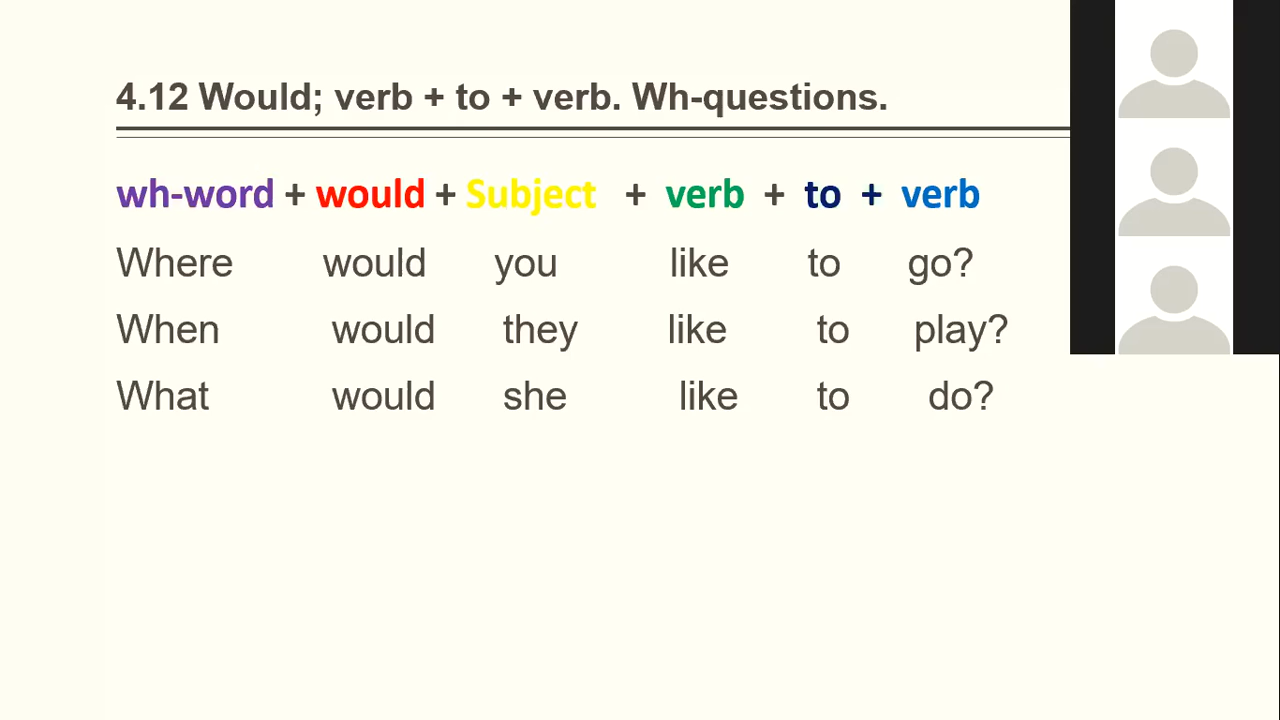 4.12 Would; verb + to + verb. Wh-questions.
wh-word + would + Subject + verb + to + verb
Where would you like to go?
When would they like to play?
What would she like to do?